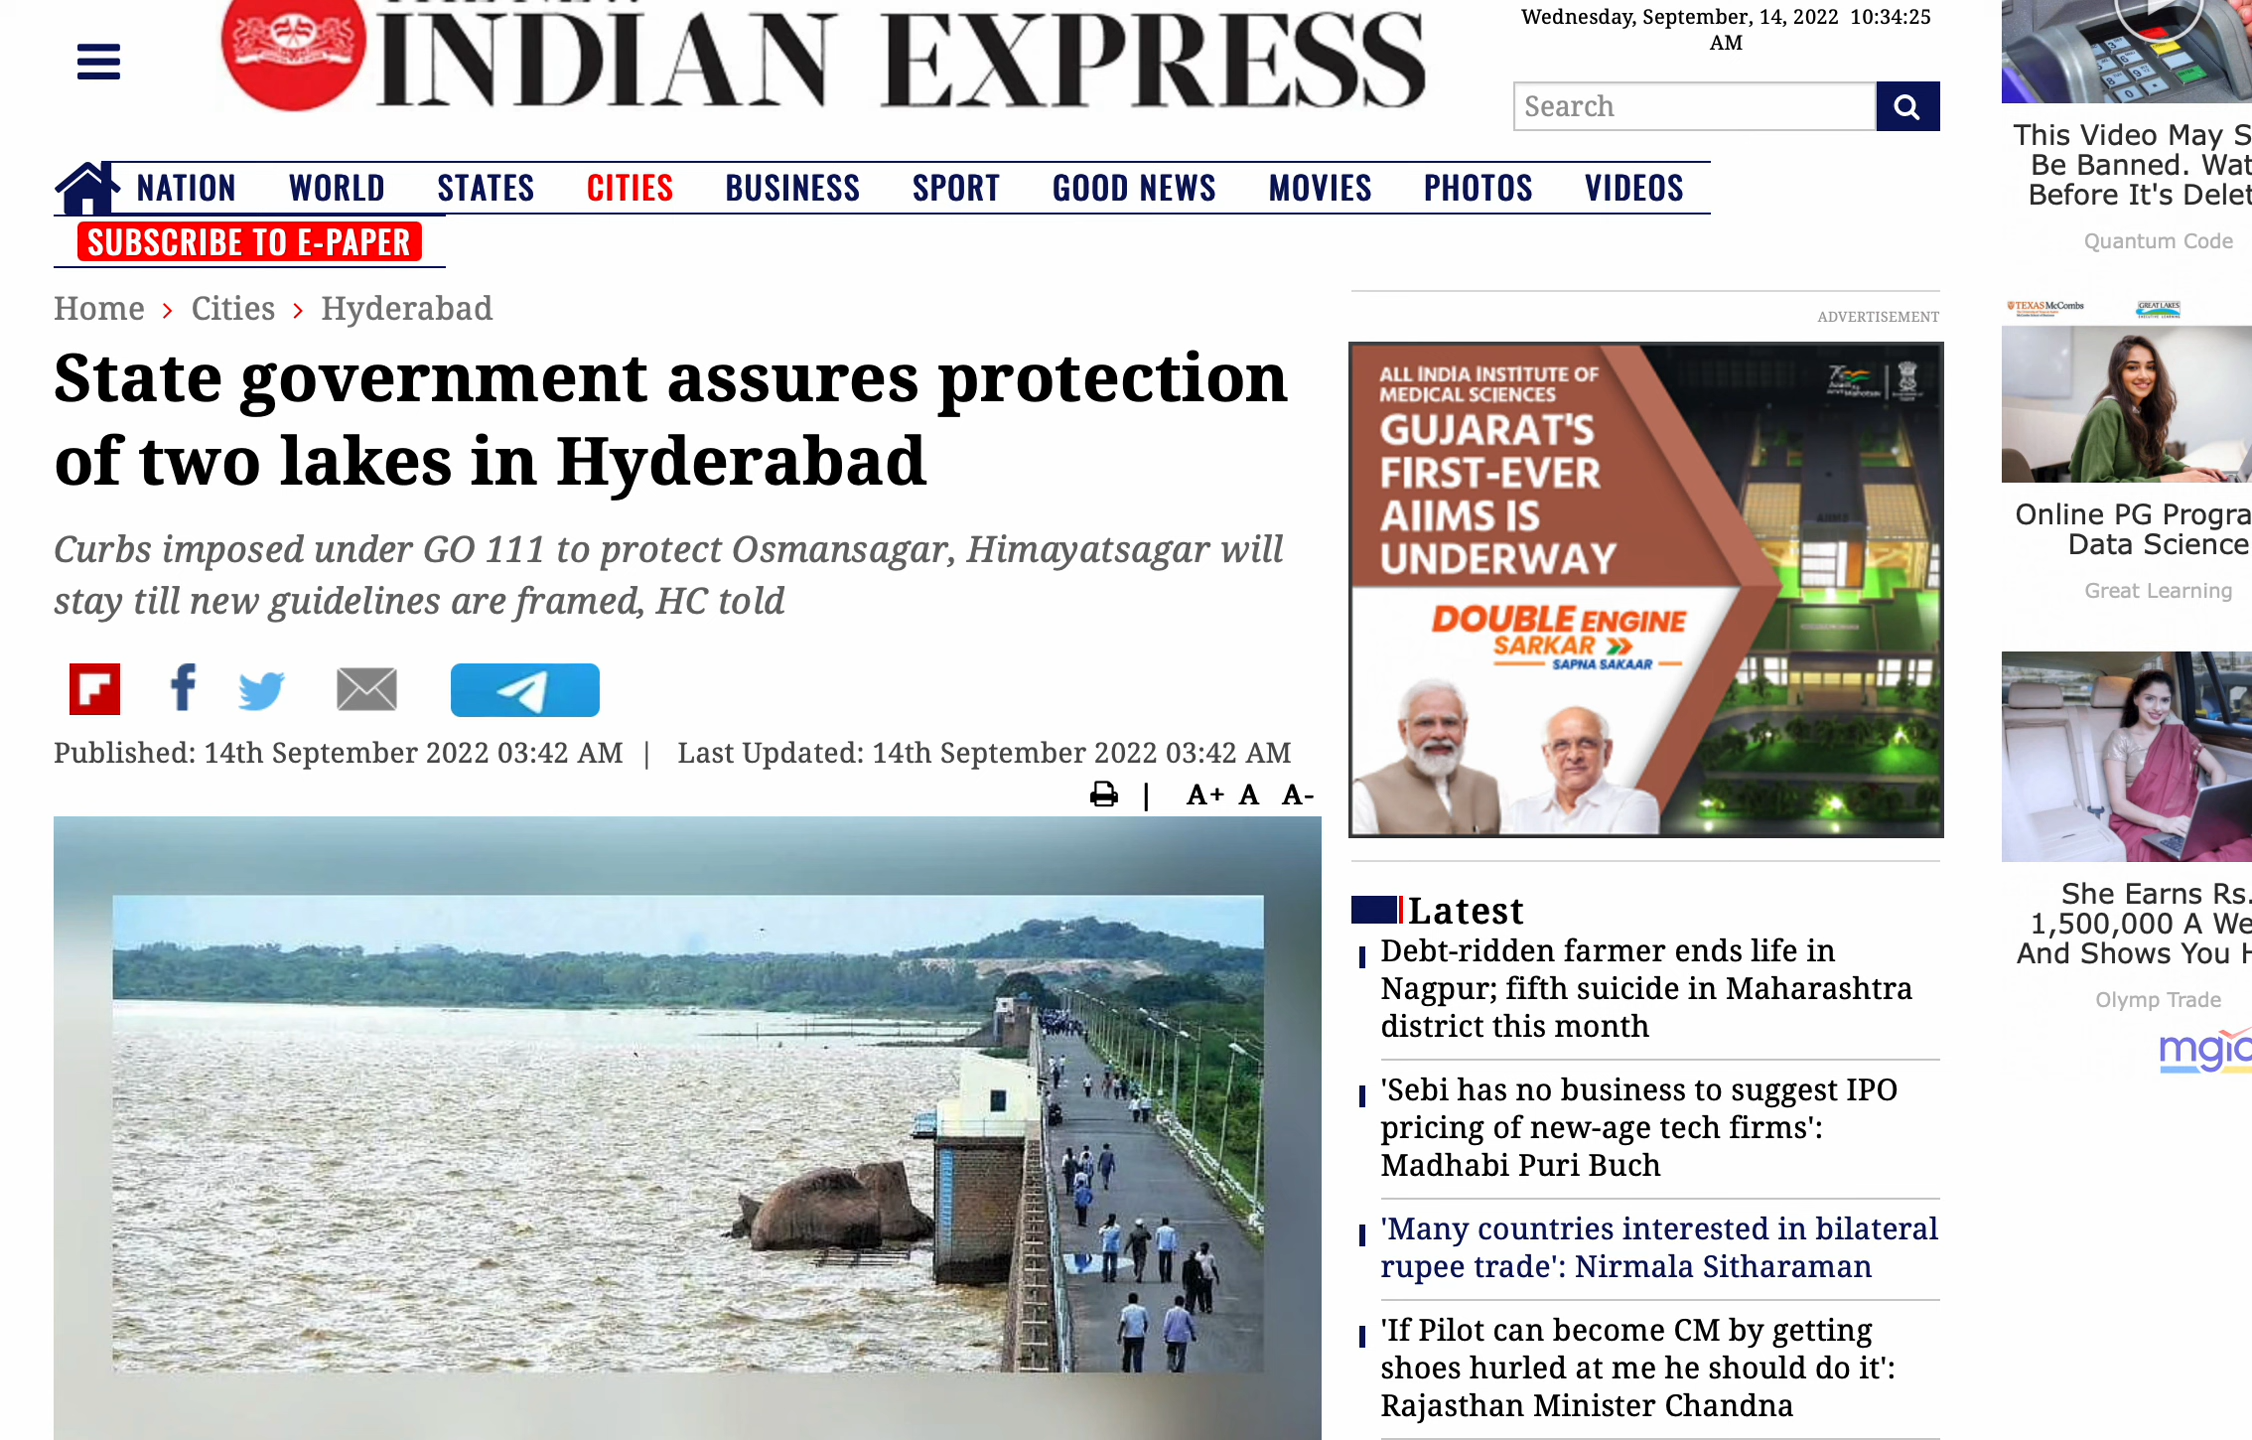 INDIAN EXPRESS
Wednesday, September, 14, 2022 10:34:25
AM
Search
NATION WORLD STATES CITIES BUSINESS SPORT GOOD NEWS MOVIES PHOTOS VIDEOS
SUBSCRIBE TO E-PAPER
Home > Cities > Hyderabad
State government assures protection
of two lakes in Hyderabad
Curbs imposed under GO 111 to protect Osmansagar, Himayatsagar will
stay till new guidelines are framed, HC told
Published: 14th September 2022 03:42 AM | Last Updated: 14th September 2022 03:42 AM
| A+ A A-
ADVERTISEMENT
ALL INDIA INSTITUTE OF
MEDICAL SCIENCES
GUJARAT'S
FIRST-EVER
AIIMS IS
UNDERWAY
DOUBLE ENGINE
SARKAR
SAPNA SAKAAR
Latest
Debt-ridden farmer ends life in
Nagpur; fifth suicide in Maharashtra
district this month
'Sebi has no business to suggest IPO
pricing of new-age tech firms':
Madhabi Puri Buch
'Many countries interested in bilateral
rupee trade': Nirmala Sitharaman
'If Pilot can become CM by getting
shoes hurled at me he should do it':
Rajasthan Minister Chandna
This Video May S
Be Banned. Wat
Before It's Delet
Quantum Code
TEXAS McCombs
GREAT LAKES
Online PG Progra
Data Science
Great Learning
She Earns Rs.
1,500,000 A We
And Shows You H
Olymp Trade
mgid